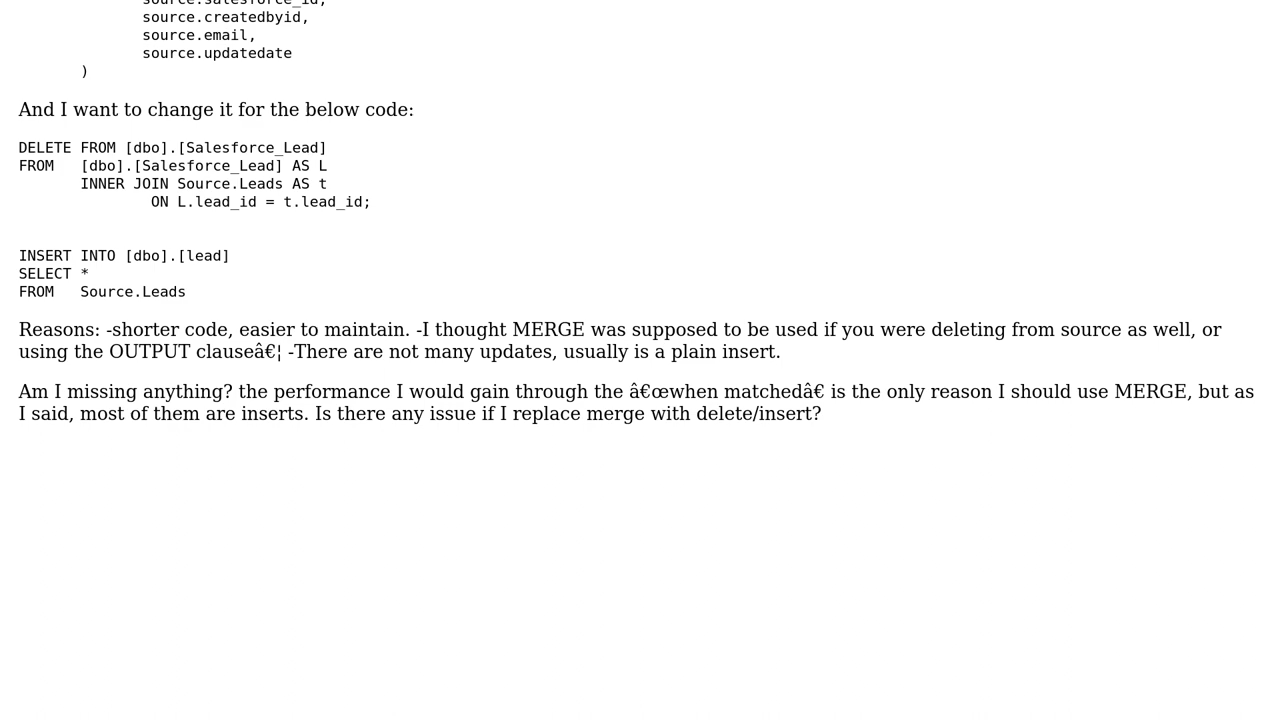 source.salesforce_id,
source.createdbyid,
source.email,
source.updatedate
)
And I want to change it for the below code:
DELETE FROM [dbo].[Salesforce_Lead]
FROM   [dbo].[Salesforce_Lead] AS L
INNER JOIN Source.Leads AS t
ON L.lead_id = t.lead_id;
INSERT INTO [dbo].[lead]
SELECT *
FROM   Source.Leads
Reasons: -shorter code, easier to maintain. -I thought MERGE was supposed to be used if you were deleting from source as well, or
using the OUTPUT clauseâ€¦ -There are not many updates, usually is a plain insert.
Am I missing anything? the performance I would gain through the â€œwhen matchedâ€ is the only reason I should use MERGE, but as
I said, most of them are inserts. Is there any issue if I replace merge with delete/insert?